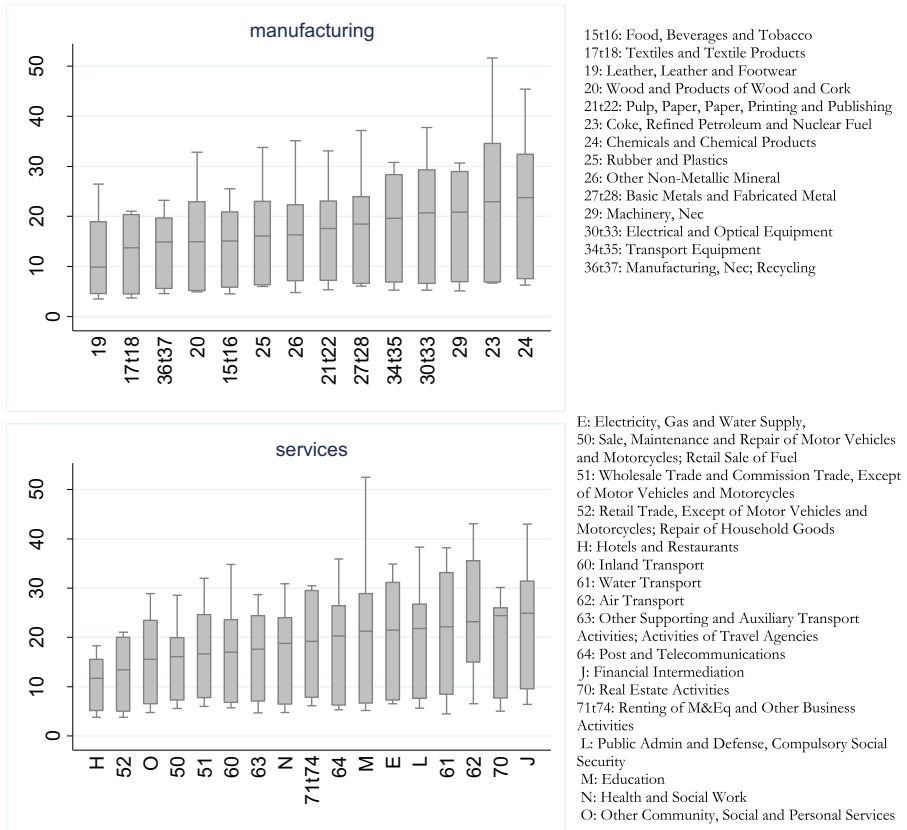 manufacturing
50
40
30
20
10
0
19
17t18
36t37
20
15t16
25
26
21t22
27t28
34t35
30t33
29
23
24
15t16: Food, Beverages and Tobacco
17t18: Textiles and Textile Products
19: Leather, Leather and Footwear
20: Wood and Products of Wood and Cork
21t22: Pulp, Paper, Paper, Printing and Publishing
23: Coke, Refined Petroleum and Nuclear Fuel
24: Chemicals and Chemical Products
25: Rubber and Plastics
26: Other Non-Metallic Mineral
27t28: Basic Metals and Fabricated Metal
29: Machinery, Nec
30t33: Electrical and Optical Equipment
34t35: Transport Equipment
36t37: Manufacturing, Nec; Recycling
services
50
40
30
20
10
0
H
52
O
50
51
60
63
N
71t74
64
M
E
L
61
62
70
J
E: Electricity, Gas and Water Supply,
50: Sale, Maintenance and Repair of Motor Vehicles
and Motorcycles; Retail Sale of Fuel
51: Wholesale Trade and Commission Trade, Except
of Motor Vehicles and Motorcycles
52: Retail Trade, Except of Motor Vehicles and
Motorcycles; Repair of Household Goods
H: Hotels and Restaurants
60: Inland Transport
61: Water Transport
62: Air Transport
63: Other Supporting and Auxiliary Transport
Activities; Activities of Travel Agencies
64: Post and Telecommunications
J: Financial Intermediation
70: Real Estate Activities
71t74: Renting of M&Eq and Other Business
Activities
L: Public Admin and Defense, Compulsory Social
Security
M: Education
N: Health and Social Work
O: Other Community, Social and Personal Services